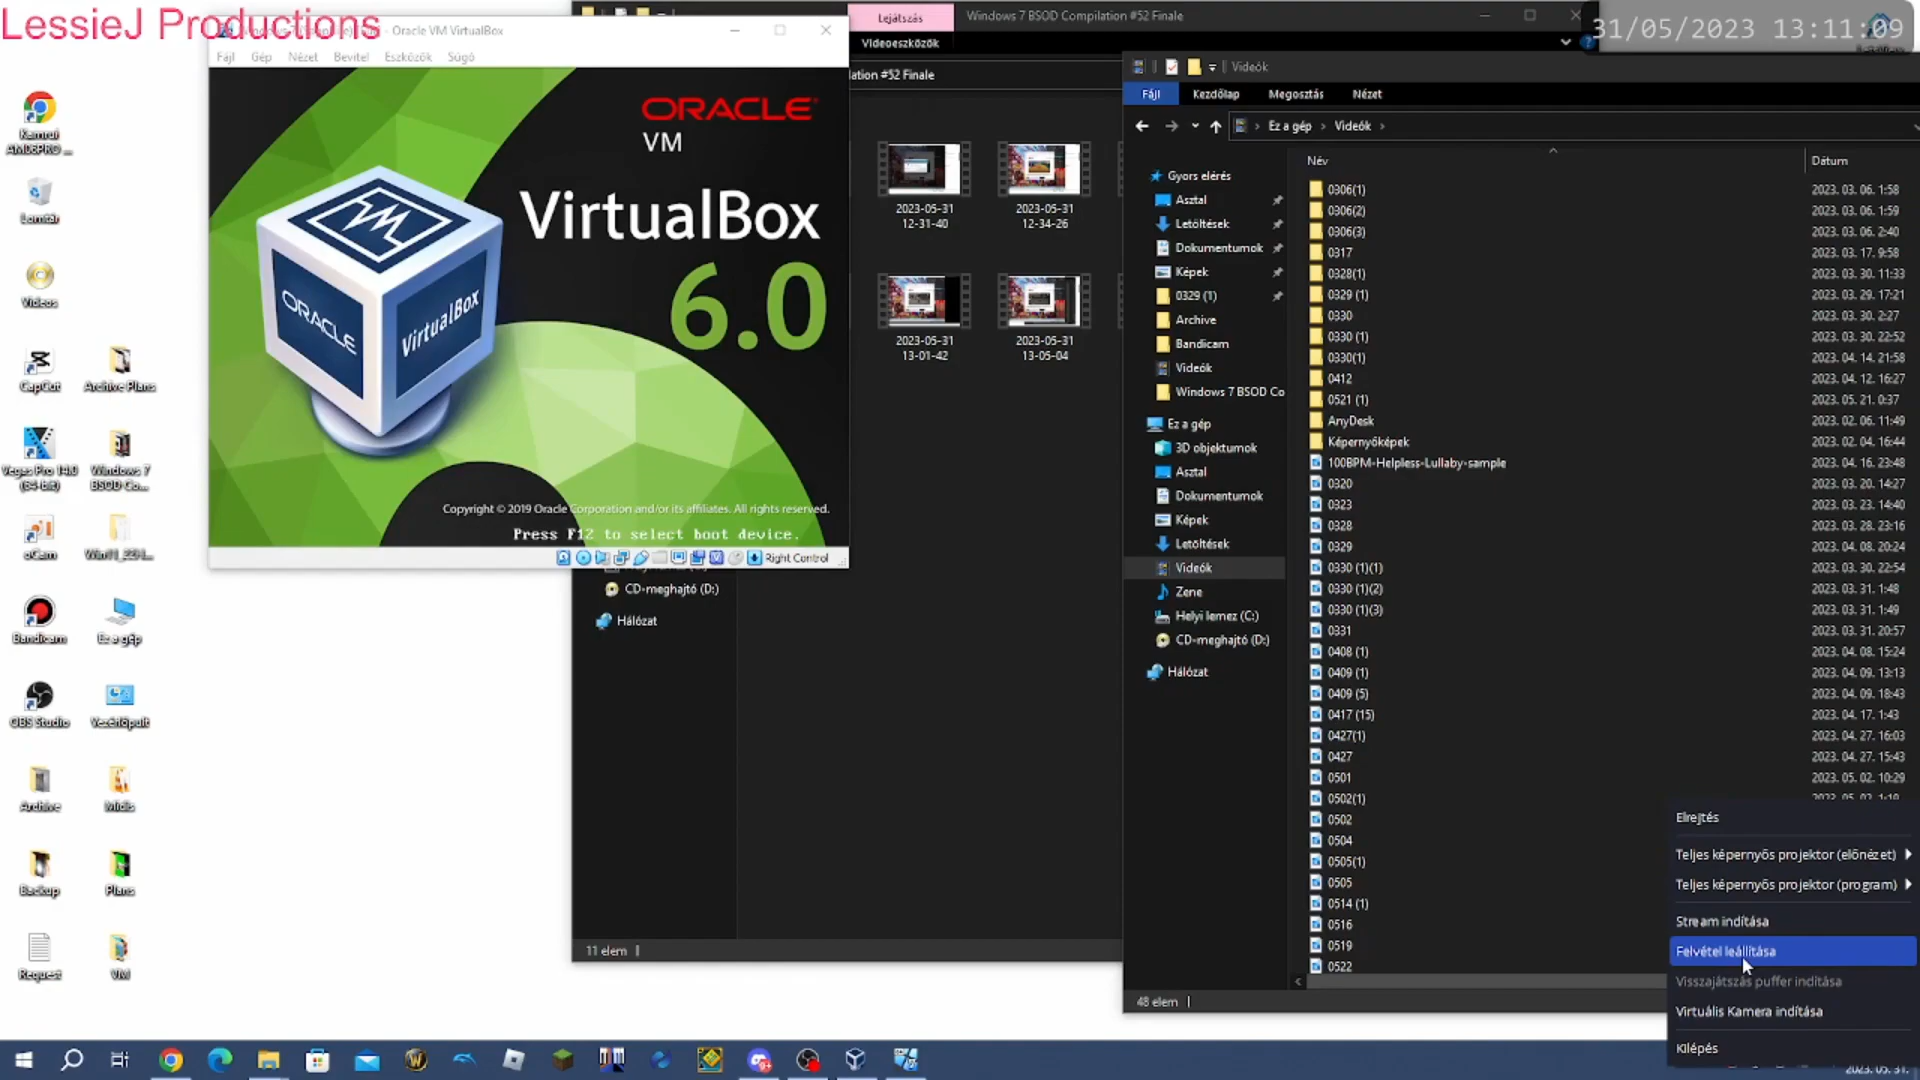 LessieJ Productions
- Oracle VM VirtualBox
Fájl Gép Nézet Bevitel Eszközök Súgó
ORACLE
VM
VirtualBox
6.0
ORACLE
VirtualBox
Copyright © 2019 Oracle Corporation and/or its affiliates. All rights reserved.
Press F12 to select boot device.
Right Control
Lejátszás
Windows 7 BSOD Compilation #52 Finale
Videoeszközök
ation #52 Finale
31/05/2023 13:11:09
2023-05-31
12-31-40
2023-05-31
12-34-26
2023-05-31
13-01-42
2023-05-31
13-05-04
CD-meghajtó (D:)
Hálózat
11 elem
Videók
Fájl Kezdőlap Megosztás Nézet
Ez a gép
Videók
Gyors elérés
Asztal
Letöltések
Dokumentumok
Képek
0329 (1)
Archive
Bandicam
Videók
Windows 7 BSOD Co
Ez a gép
3D objektumok
Asztal
Dokumentumok
Képek
Letöltések
Videók
Zene
Helyi lemez (C:)
CD-meghajtó (D:)
Hálózat
Név Dátum
0306(1) 2023. 03. 06. 1:58
0306(2) 2023. 03. 06. 1:59
0306(3) 2023. 03. 06. 2:40
0317 2023. 03. 17. 9:58
0328(1) 2023. 03. 30. 11:33
0329 (1) 2023. 03. 29. 17:21
0330 2023. 03. 30. 2:27
0330 (1) 2023. 03. 30. 22:52
0330(1) 2023. 04. 14. 21:58
0412 2023. 04. 12. 16:27
0521 (1) 2023. 05. 21. 0:37
AnyDesk 2023. 02. 06. 11:49
Képernyőképek 2023. 02. 04. 16:44
100BPM-Helpless-Lullaby-sample 2023. 04. 16. 23:48
0320 2023. 03. 20. 14:27
0323 2023. 03. 23. 14:40
0328 2023. 03. 28. 23:16
0329 2023. 04. 08. 20:24
0330 (1)(1) 2023. 03. 30. 22:54
0330 (1)(2) 2023. 03. 31. 1:48
0330 (1)(3) 2023. 03. 31. 1:49
0331 2023. 03. 31. 20:57
0408 (1) 2023. 04. 08. 15:24
0409 (1) 2023. 04. 09. 13:13
0409 (5) 2023. 04. 09. 18:43
0417 (15) 2023. 04. 17. 1:43
0427(1) 2023. 04. 27. 16:03
0427 2023. 04. 27. 15:43
0501 2023. 05. 02. 10:29
0502(1) 2023. 05. 02. 1:18
0502
0504
0505(1)
0505
0514 (1)
0516
0519
0522
48 elem
Elrejtés
Teljes képernyős projektor (előnézet)
Teljes képernyős projektor (program)
Stream indítása
Felvétel leállítása
Visszajátszás puffer indítása
Virtuális Kamera indítása
Kilépés
2023. 05. 31.
Lomtár
Videos
CapCut
Archive Plans
Vegas Pro 14.0
(64-bit)
Windows 7
BSOD Co...
oCam
Bandicam
Ez a gép
OBS Studio
Vezérlőpult
Archive
Midis
Backup
Plans
Request
VM